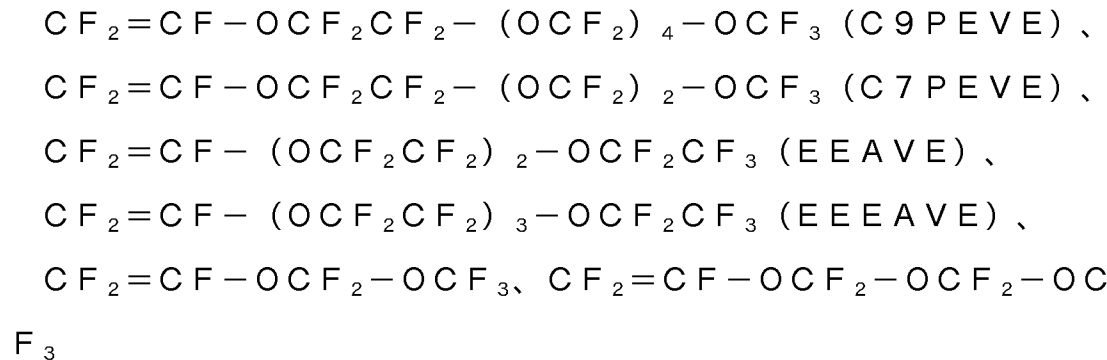 ＣＦ₂＝ＣＦ－ＯＣＦ₂ＣＦ₂－（ＯＣＦ₂）₄－ＯＣＦ₃（Ｃ９ＰＥＶＥ）、
ＣＦ₂＝ＣＦ－ＯＣＦ₂ＣＦ₂－（ＯＣＦ₂）₂－ＯＣＦ₃（Ｃ７ＰＥＶＥ）、
ＣＦ₂＝ＣＦ－（ＯＣＦ₂ＣＦ₂）₂－ＯＣＦ₂ＣＦ₃（ＥＥＡＶＥ）、
ＣＦ₂＝ＣＦ－（ＯＣＦ₂ＣＦ₂）₃－ＯＣＦ₂ＣＦ₃（ＥＥＥＡＶＥ）、
ＣＦ₂＝ＣＦ－ＯＣＦ₂－ＯＣＦ₃、ＣＦ₂＝ＣＦ－ＯＣＦ₂－ＯＣＦ₂－ＯＣ
Ｆ₃